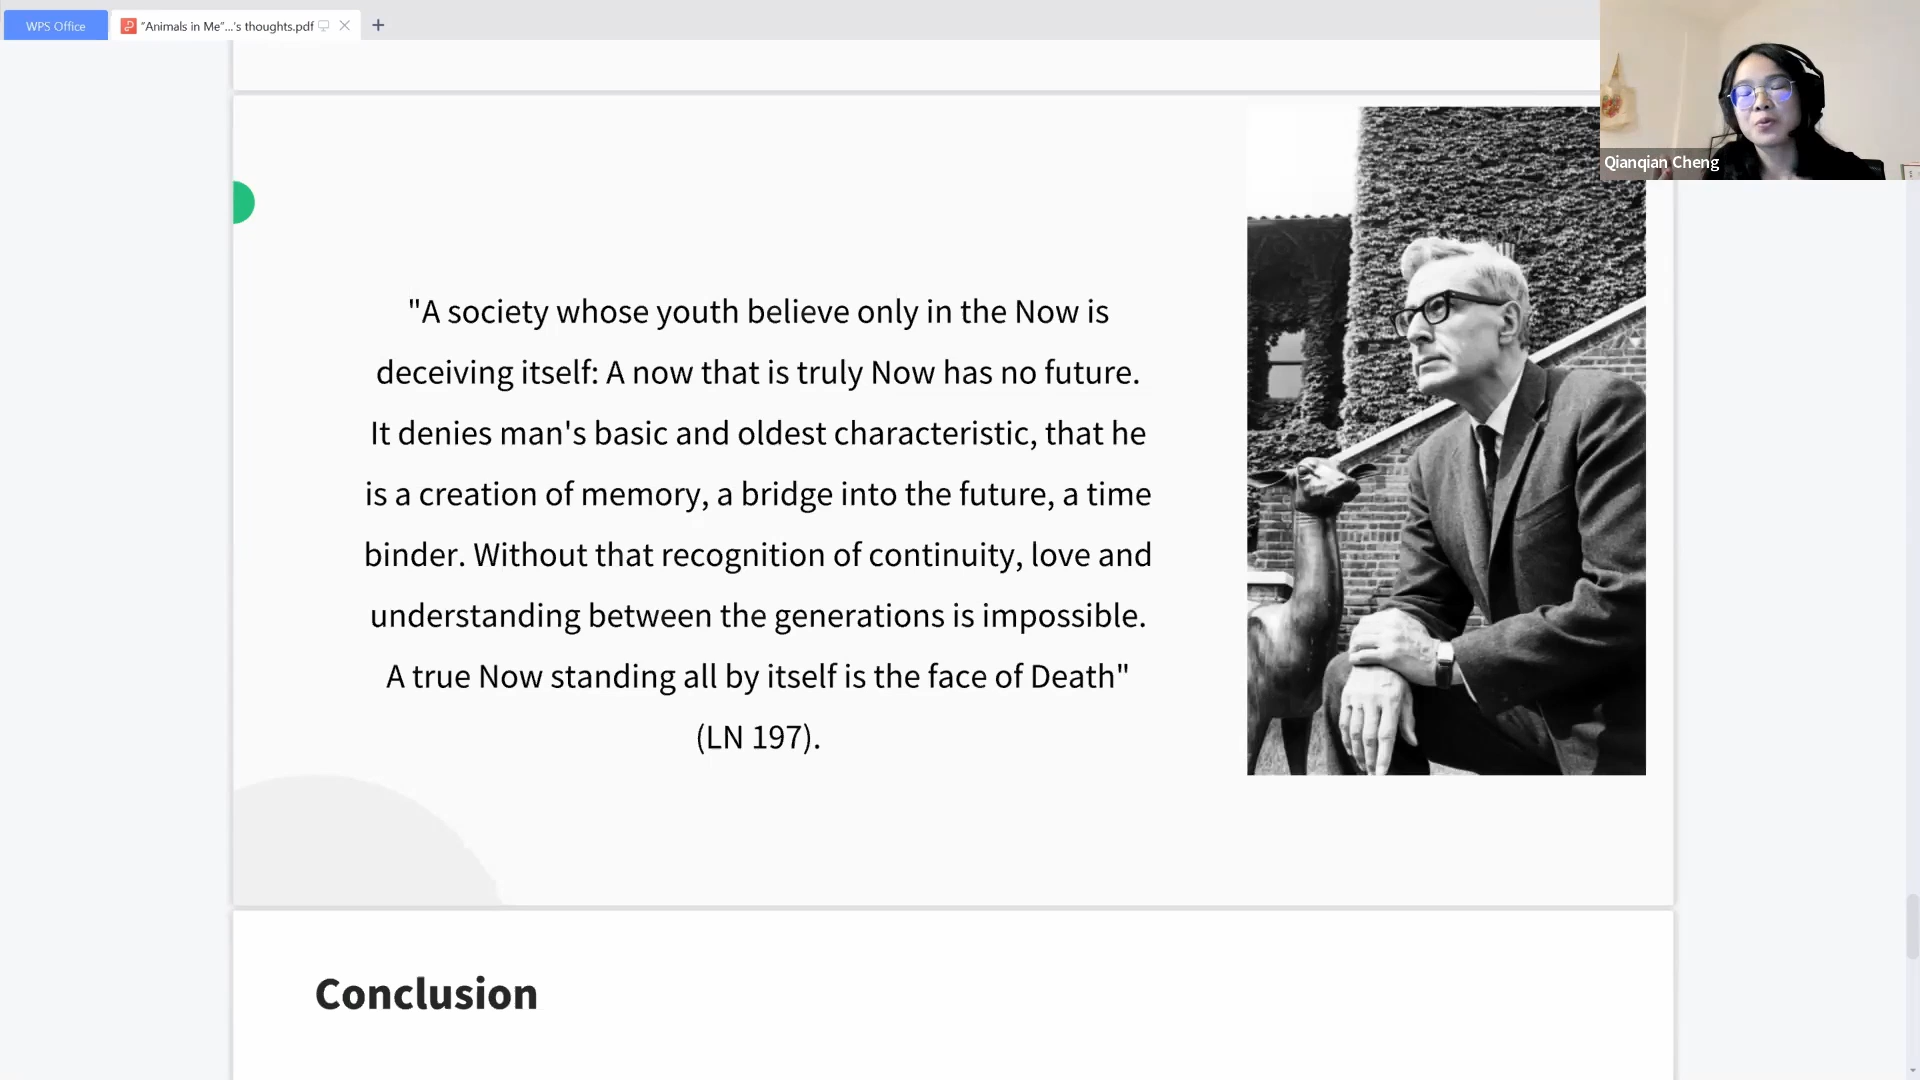 WPS Office
"Animals in Me"...'s thoughts.pdf
Qianqian Cheng
"A society whose youth believe only in the Now is
deceiving itself: A now that is truly Now has no future.
It denies man's basic and oldest characteristic, that he
is a creation of memory, a bridge into the future, a time
binder. Without that recognition of continuity, love and
understanding between the generations is impossible.
A true Now standing all by itself is the face of Death"
(LN 197).
Conclusion